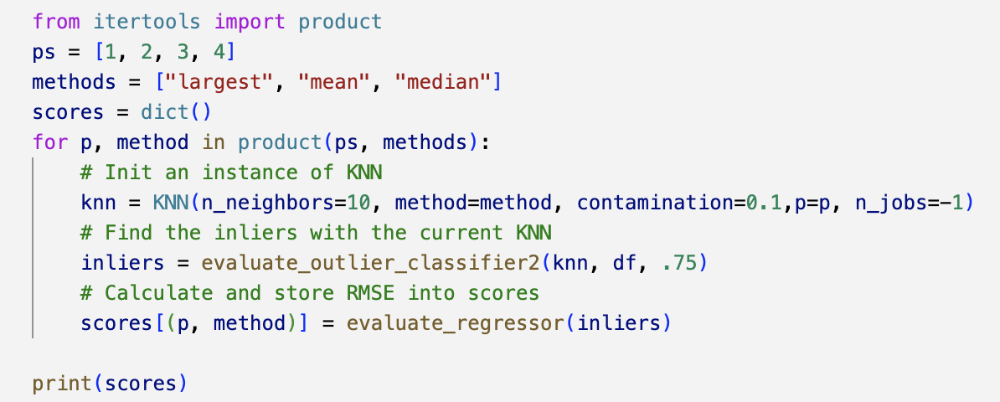 from itertools import product
ps = [1, 2, 3, 4]
methods = ["largest", "mean", "median"]
scores = dict()
for p, method in product(ps, methods):
    # Init an instance of KNN
    knn = KNN(n_neighbors=10, method=method, contamination=0.1,p=p, n_jobs=-1)
    # Find the inliers with the current KNN
    inliers = evaluate_outlier_classifier2(knn, df, .75)
    # Calculate and store RMSE into scores
    scores[(p, method)] = evaluate_regressor(inliers)
print(scores)